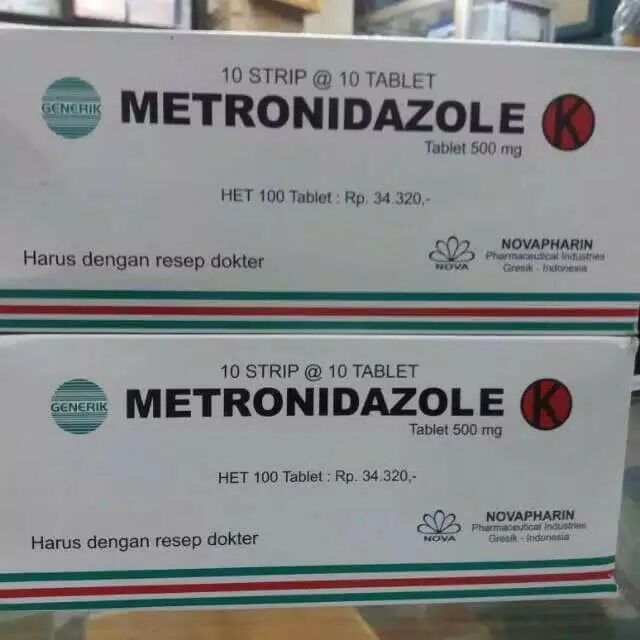 10 STRIP @ 10 TABLET
GENERIK
METRONIDAZOLE
K
Tablet 500 mg
HET 100 Tablet : Rp. 34.320,-
Harus dengan resep dokter
NOVA
NOVAPHARIN
Pharmaceutical Industries
Gresik - Indonesia
10 STRIP @ 10 TABLET
GENERIK
METRONIDAZOLE
K
Tablet 500 mg
HET 100 Tablet : Rp. 34.320,-
Harus dengan resep dokter
NOVA
NOVAPHARIN
Pharmaceutical Industries
Gresik - Indonesia